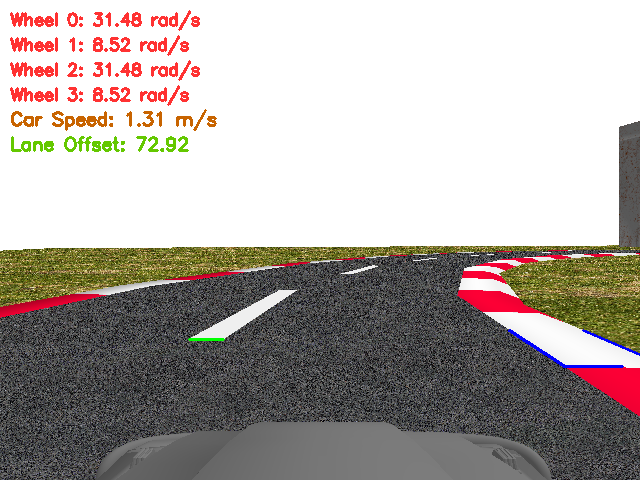 Wheel 0: 31.48 rad/s
Wheel 1: 8.52 rad/s
Wheel 2: 31.48 rad/s
Wheel 3: 8.52 rad/s
Car Speed: 1.31 m/s
Lane Offset: 72.92